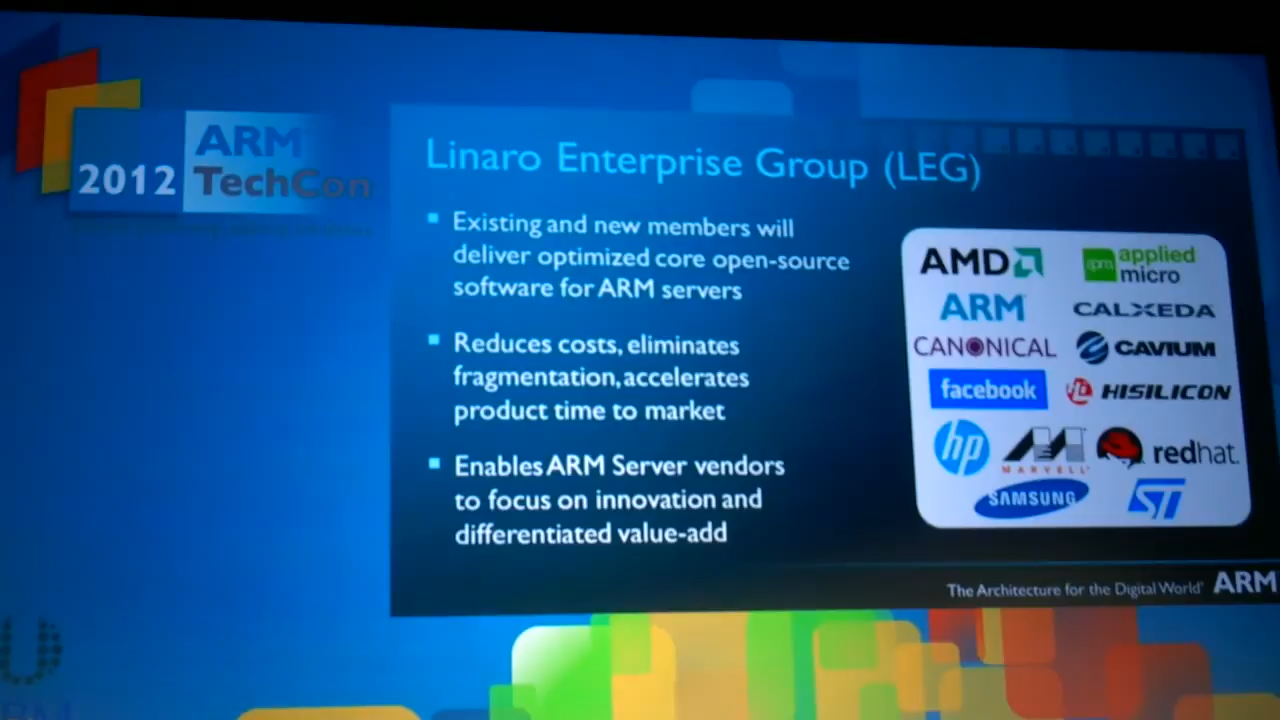 2012
ARM
TechCon
Linaro Enterprise Group (LEG)
Existing and new members will
deliver optimized core open-source
software for ARM servers
Reduces costs, eliminates
fragmentation, accelerates
product time to market
Enables ARM Server vendors
to focus on innovation and
differentiated value-add
AMD
apm applied
micro
ARM
CALXEDA
CANONICAL
CAVIUM
facebook
HISILICON
hp
MARVELL
redhat.
SAMSUNG
ST
The Architecture for the Digital World® ARM